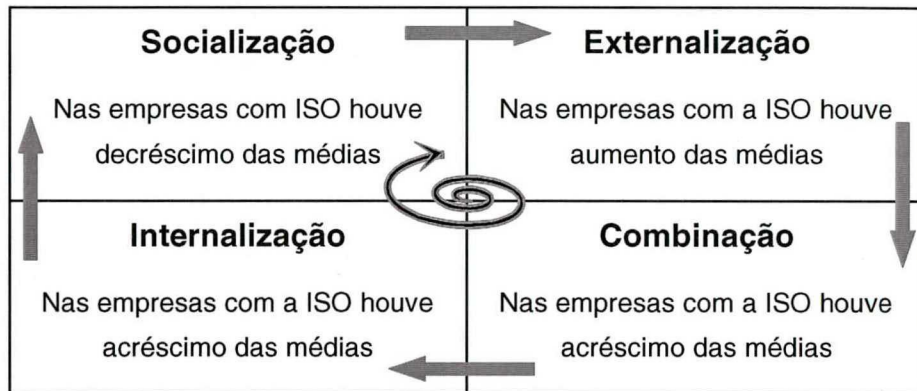 Socialização
Nas empresas com ISO houve
decréscimo das médias
Externalização
Nas empresas com a ISO houve
aumento das médias
Internalização
Nas empresas com a ISO houve
acréscimo das médias
Combinação
Nas empresas com a ISO houve
acréscimo das médias